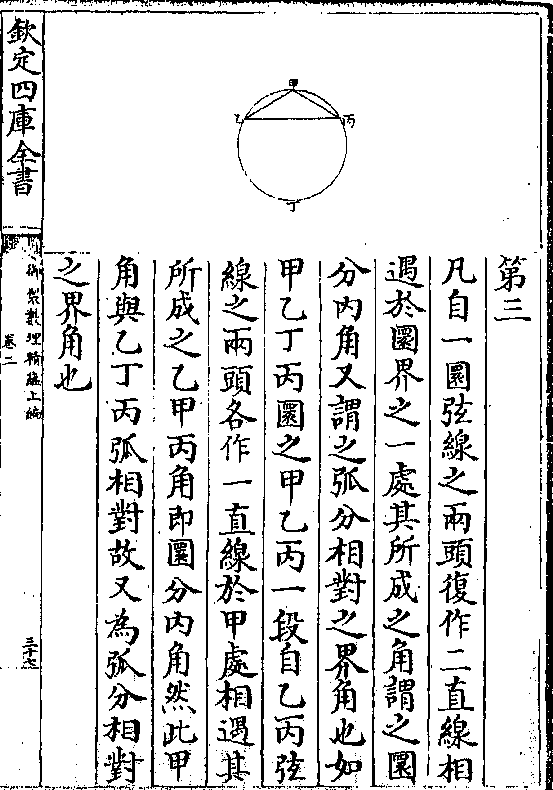 第三
凡自一圜弦線之兩頭復作二直線相
遇於圜界之一處其所成之角謂之圜
分内角又謂之弧分相對之界角也如
甲乙丁丙圜之甲乙丙一段自乙丙弦
線之兩頭各作一直線於甲處相遇其
所成之乙甲丙角即圜分内角然此甲
角與乙丁丙弧相對故又為弧分相對
之界角也
甲
乙
丙
丁
欽定四庫全書
御製數理精蘊上編
卷二
三十七